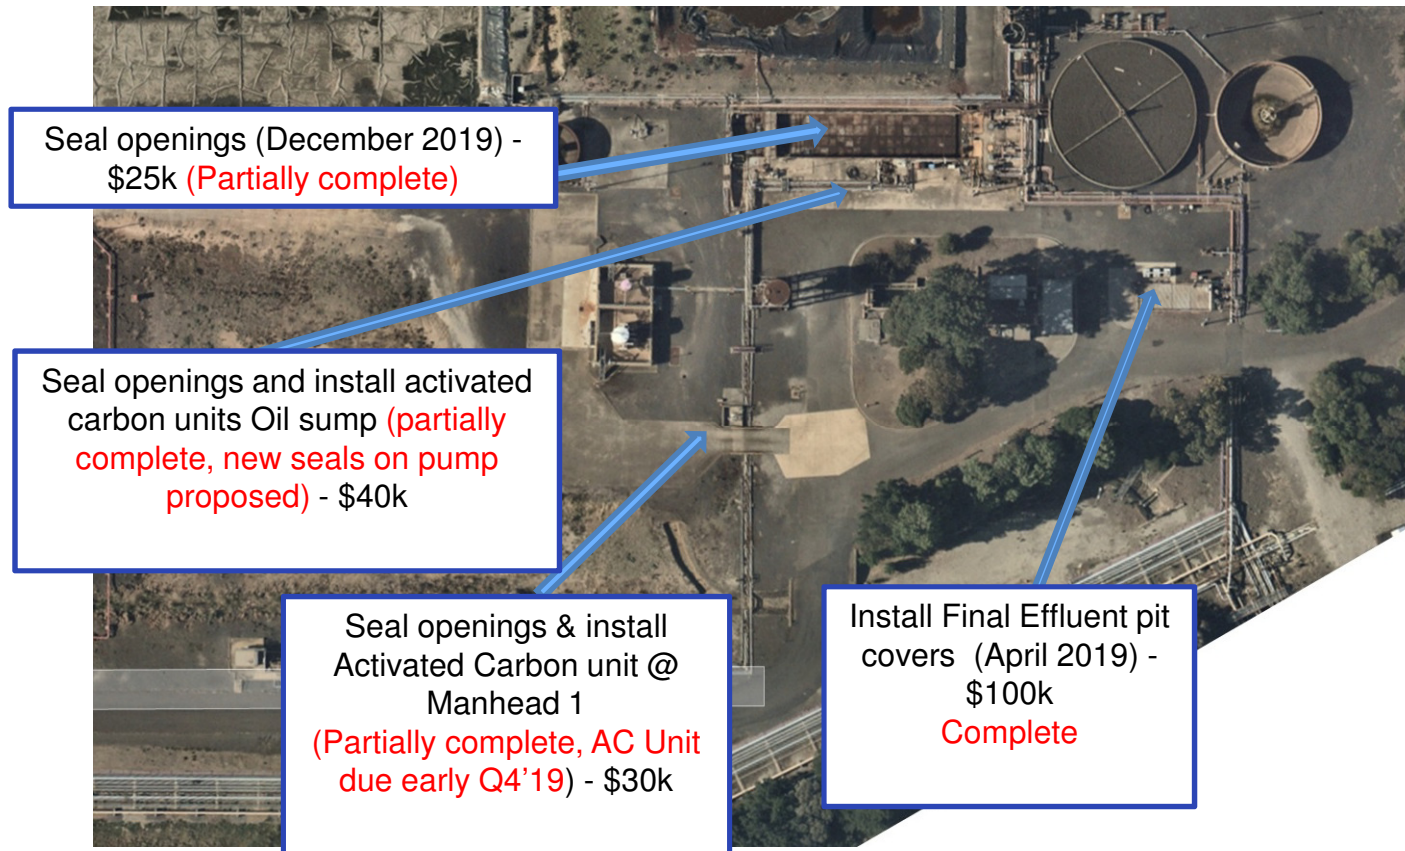 Seal openings (December 2019) -
$25k (Partially complete)
Seal openings and install activated
carbon units Oil sump (partially
complete, new seals on pump
proposed) - $40k
Seal openings & install
Activated Carbon unit @
Manhead 1
(Partially complete, AC Unit
due early Q4’19) - $30k
Install Final Effluent pit
covers  (April 2019) -
$100k
Complete